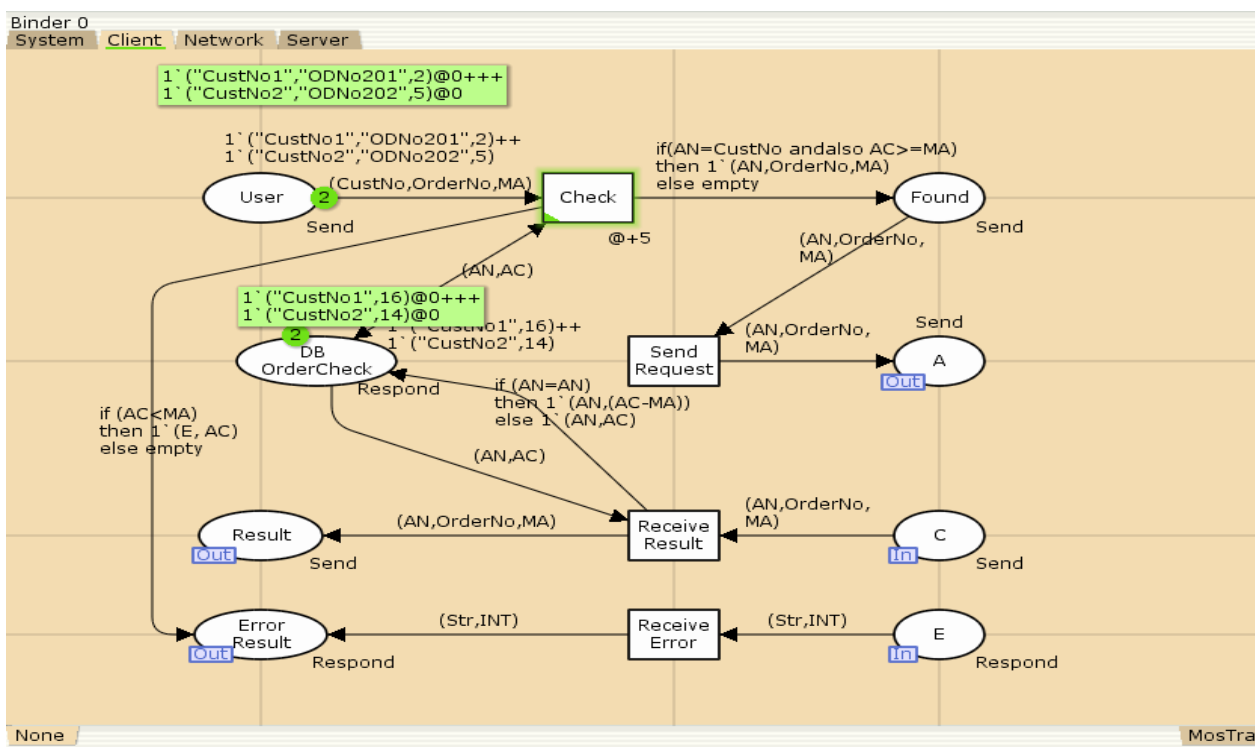 Binder 0
System Client Network Server
1`("CustNo1","ODNo201",2)@0+++
1`("CustNo2","ODNo202",5)@0
1`("CustNo1","ODNo201",2)++
1`("CustNo2","ODNo202",5)
if(AN=CustNo andalso AC>=MA)
then 1`(AN,OrderNo,MA)
else empty
User
2
(CustNo,OrderNo,MA)
Check
Found
Send
Send
@+5
(AN,OrderNo,
MA)
(AN,AC)
1`("CustNo1",16)@0+++
1`("CustNo2",14)@0
2
1`("CustNo1",16)++
1`("CustNo2",14)
DB
OrderCheck
Respond
Send
Request
(AN,OrderNo,
MA)
Send
A
Out
if (AN=AN)
then 1`(AN,(AC-MA))
else 1`(AN,AC)
if (AC<MA)
then 1`(E, AC)
else empty
(AN,AC)
Result
Out
Send
(AN,OrderNo,MA)
Receive
Result
(AN,OrderNo,
MA)
C
In
Send
Error
Result
Out
Respond
(Str,INT)
Receive
Error
(Str,INT)
E
In
Respond
None
MosTra